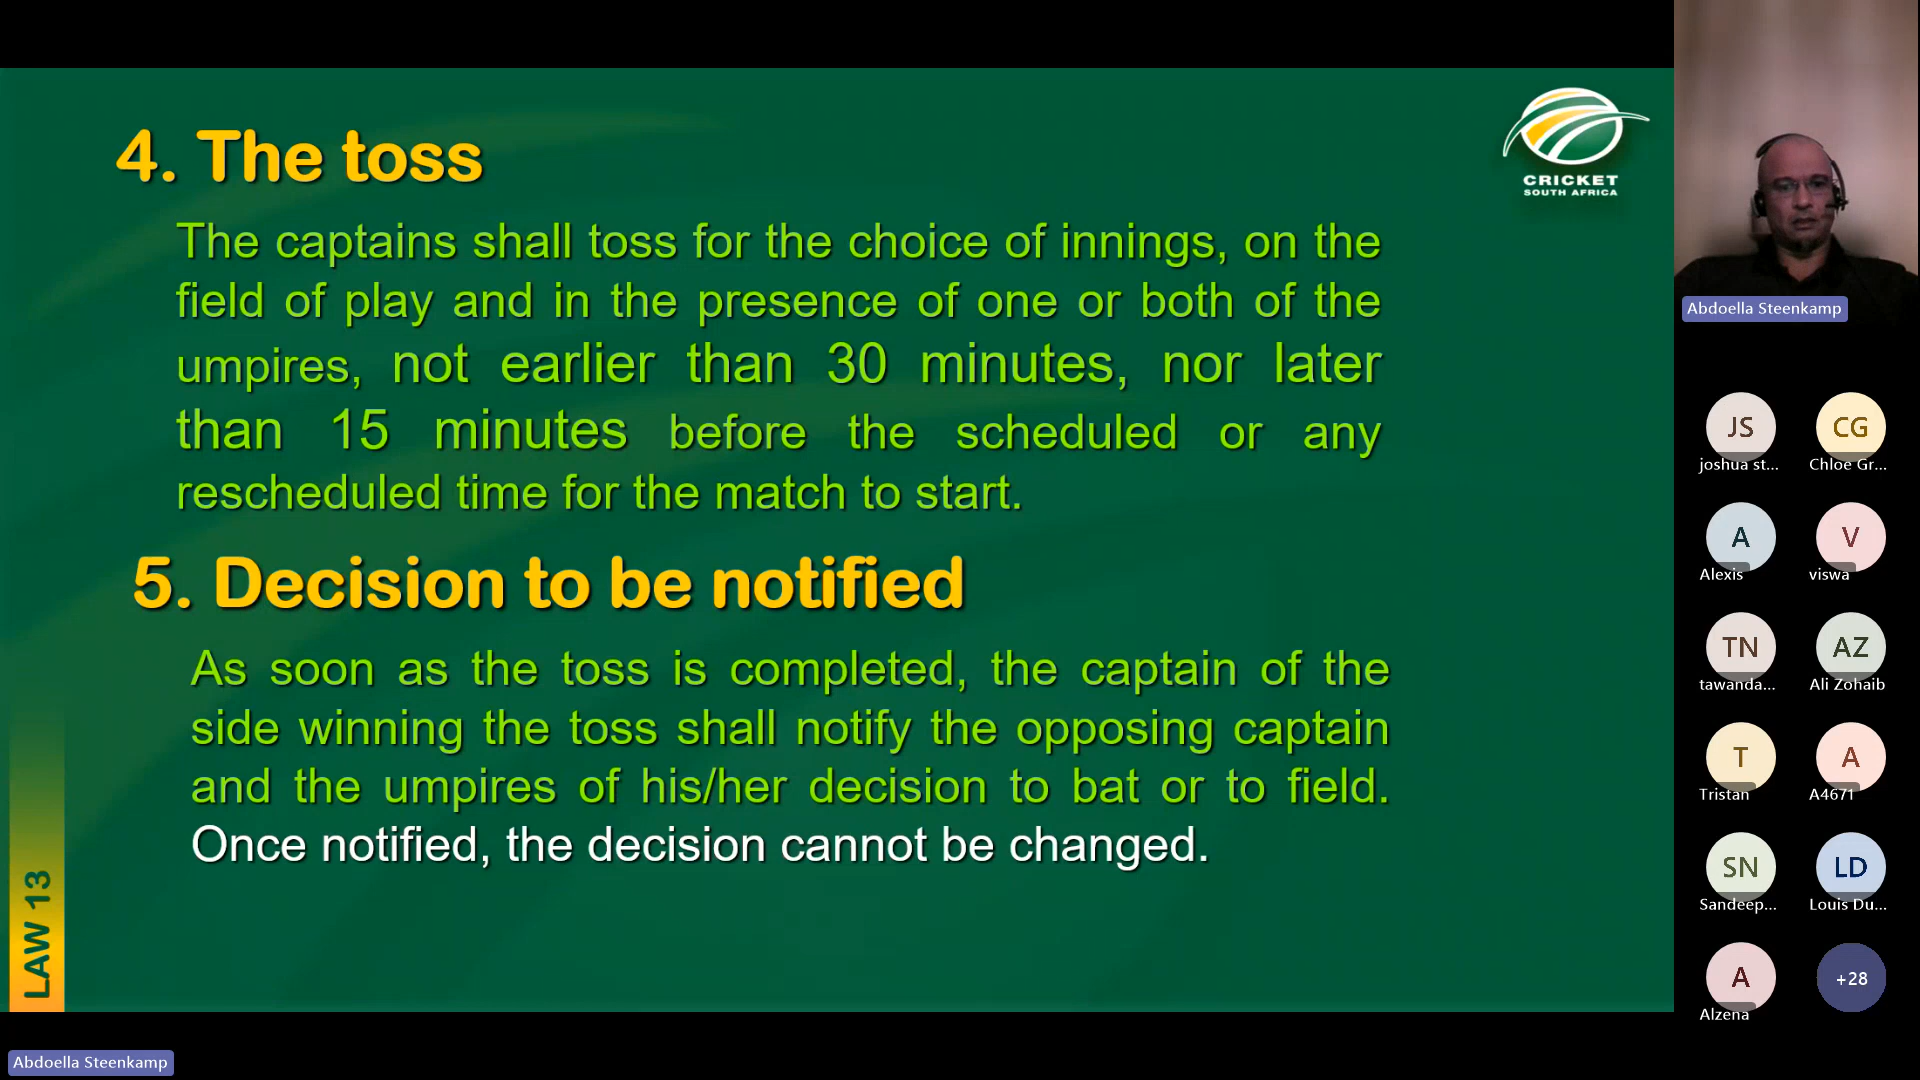 4. The toss
The captains shall toss for the choice of innings, on the
field of play and in the presence of one or both of the
umpires, not earlier than 30 minutes, nor later
than 15 minutes before the scheduled or any
rescheduled time for the match to start.
5. Decision to be notified
As soon as the toss is completed, the captain of the
side winning the toss shall notify the opposing captain
and the umpires of his/her decision to bat or to field.
Once notified, the decision cannot be changed.
LAW 13
CRICKET
SOUTH AFRICA
Abdoella Steenkamp
JS
joshua st...
CG
Chloe Gr...
A
Alexis
V
viswa
TN
tawanda...
AZ
Ali Zohaib
T
Tristan
A
A4671
SN
Sandeep...
LD
Louis Du...
A
Alzena
+28
Abdoella Steenkamp